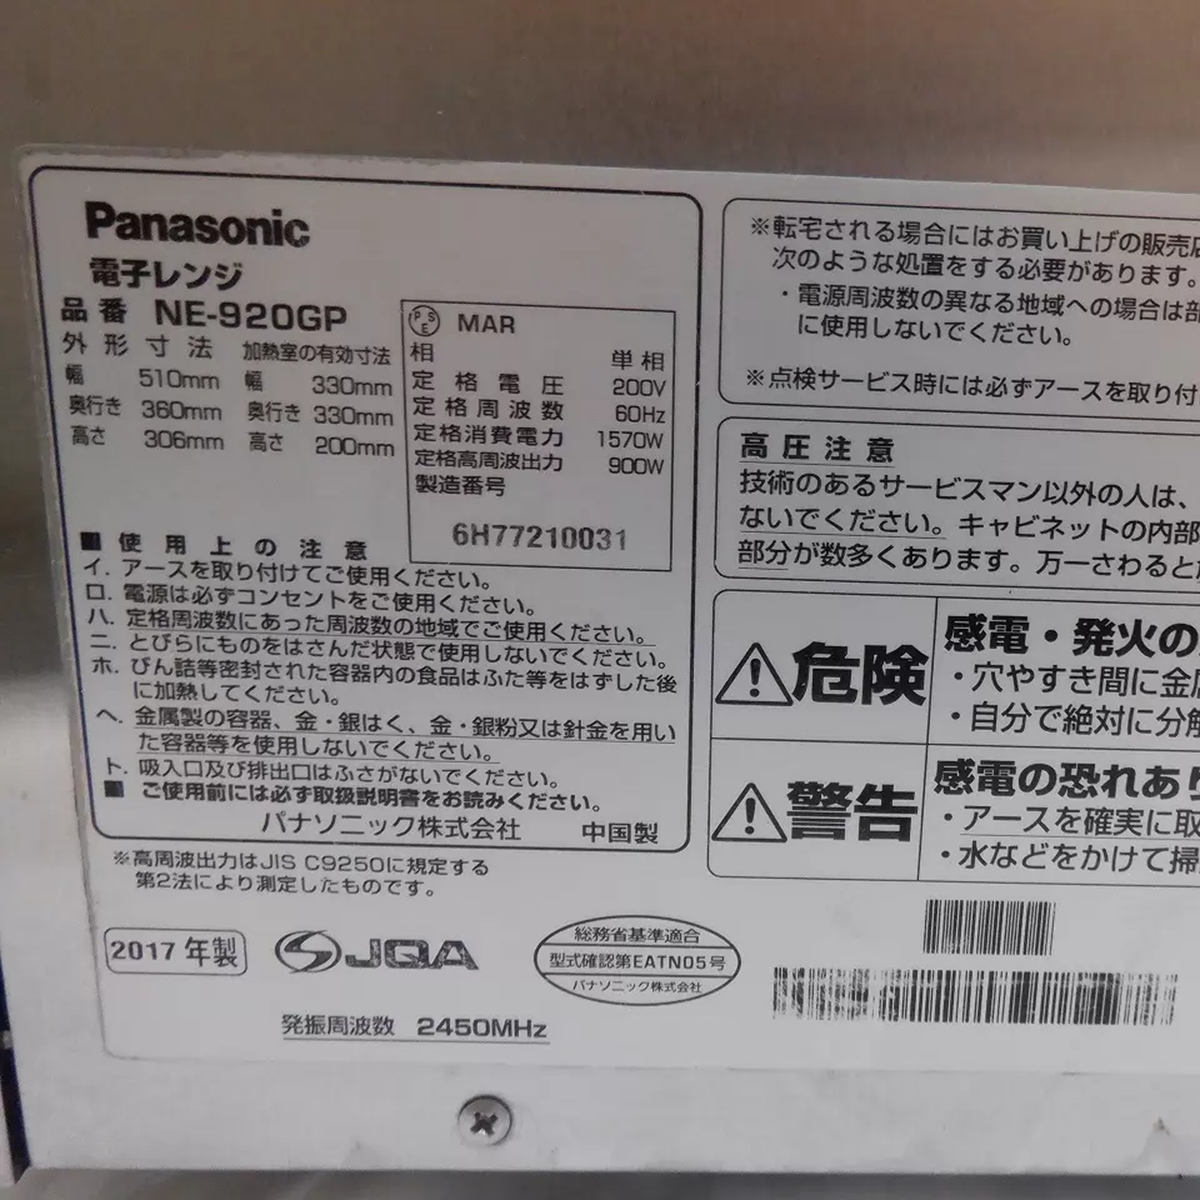 Panasonic
電子レンジ
品番 NE-920GP
外形寸法 加熱室の有効寸法
幅 510mm 幅 330mm
奥行き 360mm 奥行き 330mm
高さ 306mm 高さ 200mm
PSE MAR
相 単相
定格電圧 200V
定格周波数 60Hz
定格消費電力 1570W
定格高周波出力 900W
製造番号
6H77210031
■使用上の注意
イ. アースを取り付けてご使用ください。
ロ. 電源は必ずコンセントをご使用ください。
ハ. 定格周波数にあった周波数の地域でご使用ください。
ニ. とびらにものをはさんだ状態で使用しないでください。
ホ. びん詰等密封された容器内の食品はふた等をはずした後
に加熱してください。
ヘ. 金属製の容器、金・銀はく、金・銀粉又は針金を用い
た容器等を使用しないでください。
ト. 吸入口及び排出口はふさがないでください。
■ ご使用前には必ず取扱説明書をお読みください。
パナソニック株式会社 中国製
※高周波出力はJIS C9250に規定する
第2法により測定したものです。
2017年製
JQA
総務省基準適合
型式確認第EATN05号
パナソニック株式会社
発振周波数 2450MHz
※転宅される場合にはお買い上げの販売店
次のような処置をする必要があります。
・電源周波数の異なる地域への場合は部
に使用しないでください。
※点検サービス時には必ずアースを取り付
高圧注意
技術のあるサービスマン以外の人は、
ないでください。キャビネットの内部
部分が数多くあります。万一さわると
危険
感電・発火の
・穴やすき間に金属
・自分で絶対に分解
警告
感電の恐れあり
・アースを確実に取
・水などをかけて掃